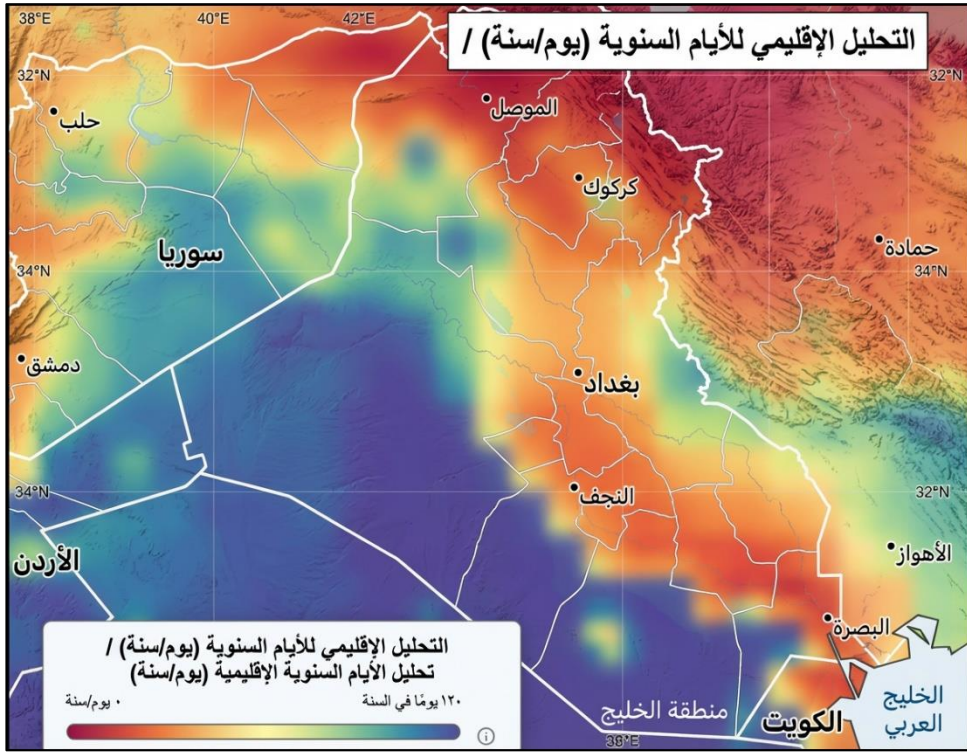 38°E
40°E
42°E
التحليل الإقليمي للأيام السنوية (يوم/سنة) /
32°N
32°N
حلب
الموصل
كركوك
سوريا
حمادة
34°N
34°N
دمشق
بغداد
34°N
النجف
32°N
الأردن
الأهواز
البصرة
التحليل الإقليمي للأيام السنوية (يوم/سنة) /
تحليل الأيام السنوية الإقليمية (يوم/سنة)
٠ يوم/سنة
١٢٠ يومًا في السنة
منطقة الخليج
الكويت
الخليج
العربي
38°E